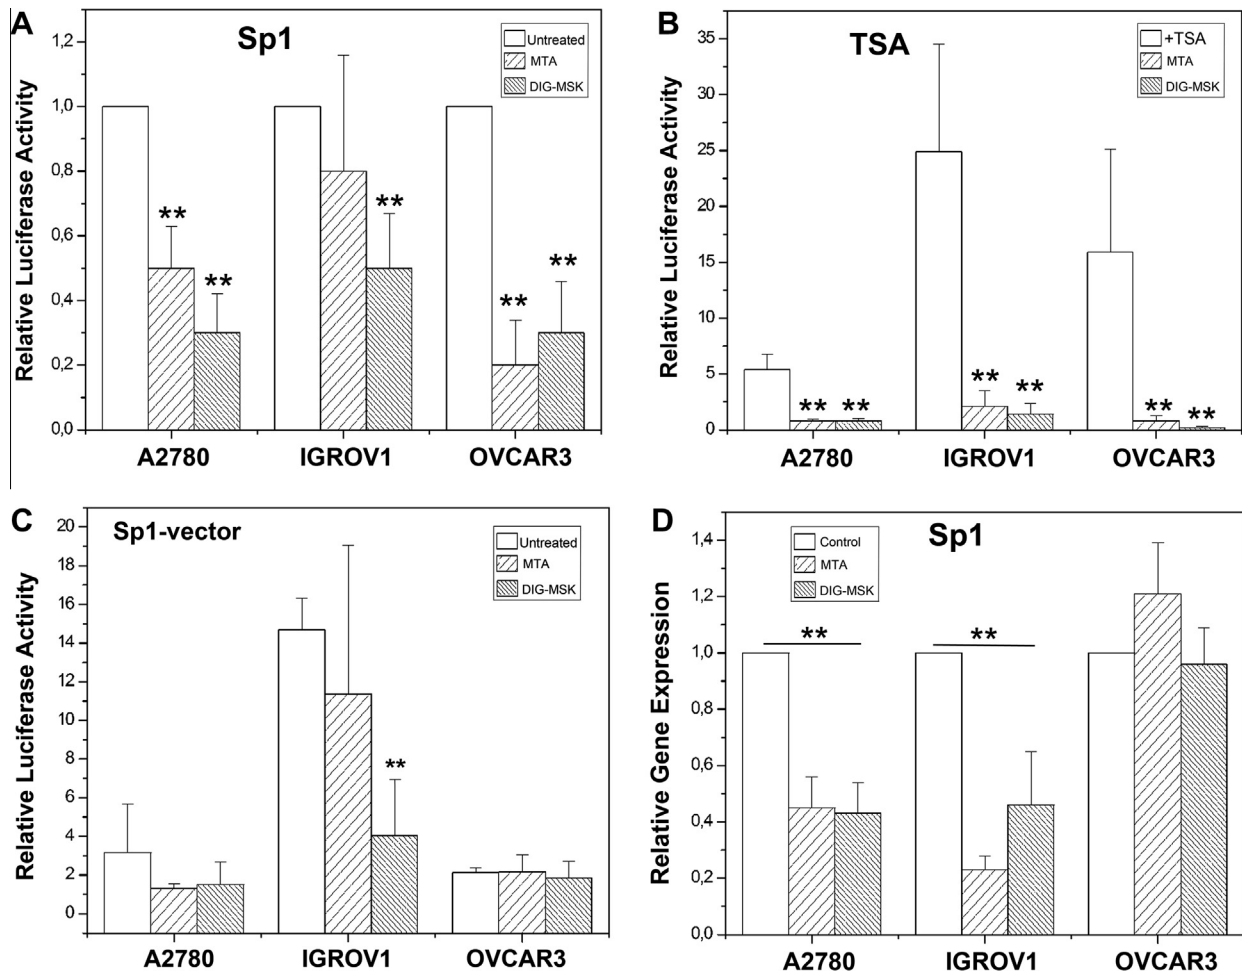 A
Sp1
Untreated
MTA
DIG-MSK
Relative Luciferase Activity
1,2
1,0
0,8
0,6
0,4
0,2
0,0
**
**
**
**
**
A2780
IGROV1
OVCAR3
B
TSA
+TSA
MTA
DIG-MSK
Relative Luciferase Activity
35
30
25
20
15
10
5
0
** **
** **
** **
A2780
IGROV1
OVCAR3
C
Sp1-vector
Untreated
MTA
DIG-MSK
Relative Luciferase Activity
20
18
16
14
12
10
8
6
4
2
0
**
A2780
IGROV1
OVCAR3
D
Sp1
Control
MTA
DIG-MSK
Relative Gene Expression
1,4
1,2
1,0
0,8
0,6
0,4
0,2
0,0
**
**
A2780
IGROV1
OVCAR3